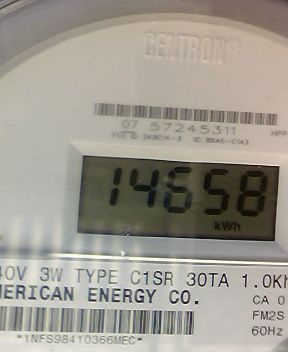 CENTRON®
07 57245311
14658
kWh
40V 3W TYPE C1SR 30TA 1.0Kh
MERICAN ENERGY CO.
CA 0
FM2S
60Hz
*1NFS98410366MEC*